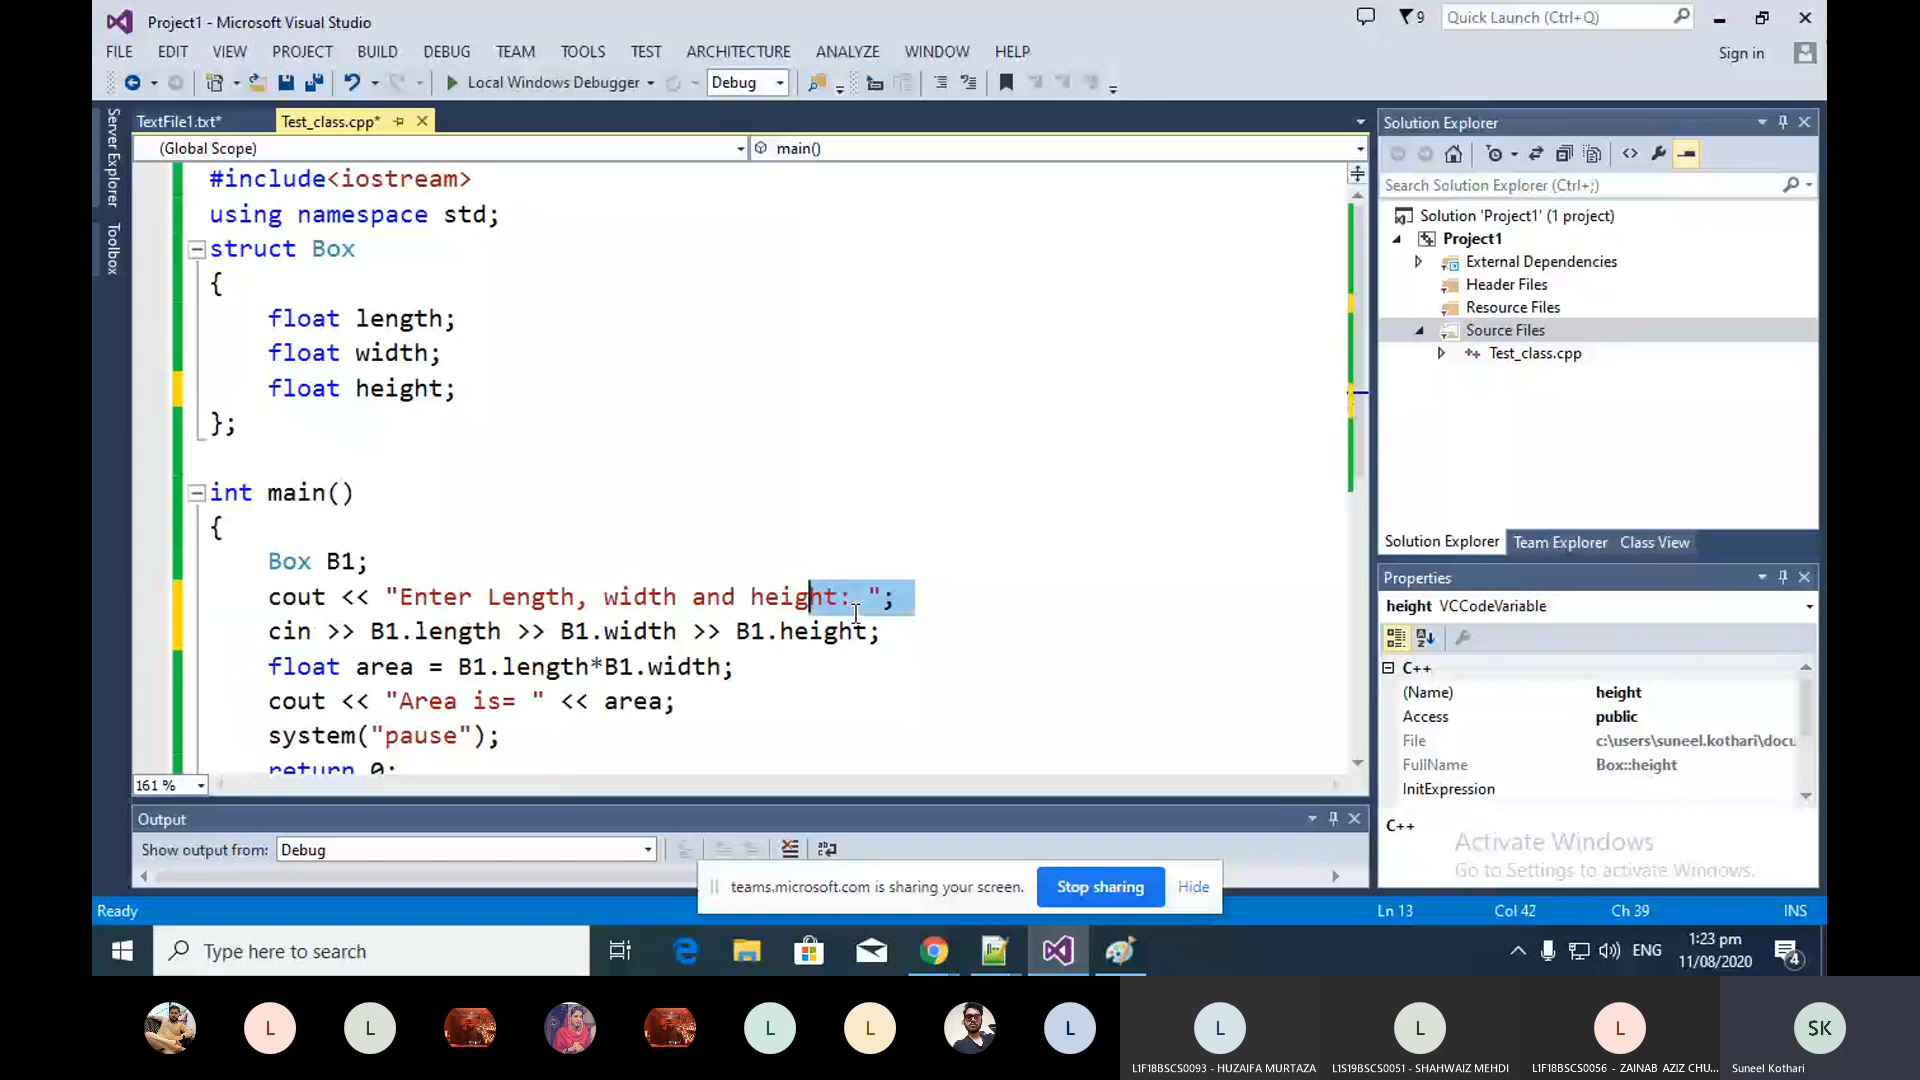 Project1 - Microsoft Visual Studio
9
Quick Launch (Ctrl+Q)
FILE EDIT VIEW PROJECT BUILD DEBUG TEAM TOOLS TEST ARCHITECTURE ANALYZE WINDOW HELP
Sign in
Local Windows Debugger
Debug
Server Explorer
Toolbox
TextFile1.txt*
Test_class.cpp*
(Global Scope)
main()
#include<iostream>
using namespace std;
struct Box
{
float length;
float width;
float height;
};
int main()
{
Box B1;
cout << "Enter Length, width and height: ";
cin >> B1.length >> B1.width >> B1.height;
float area = B1.length*B1.width;
cout << "Area is= " << area;
system("pause");
return 0;
161 %
Solution Explorer
Search Solution Explorer (Ctrl+;)
Solution 'Project1' (1 project)
Project1
External Dependencies
Header Files
Resource Files
Source Files
Test_class.cpp
Solution Explorer Team Explorer Class View
Properties
height VCCodeVariable
C++
(Name) height
Access public
File c:\users\suneel.kothari\docu
FullName Box::height
InitExpression
C++
Activate Windows
Go to Settings to activate Windows.
Output
Show output from: Debug
teams.microsoft.com is sharing your screen.
Stop sharing
Hide
Ready
Ln 13 Col 42 Ch 39 INS
Type here to search
ENG
1:23 pm
11/08/2020
4
L L L L L L L L SK
L1F18BSCS0093 - HUZAIFA MURTAZA
L1S19BSCS0051 - SHAHWAIZ MEHDI
L1F18BSCS0056 - ZAINAB AZIZ CHU...
Suneel Kothari